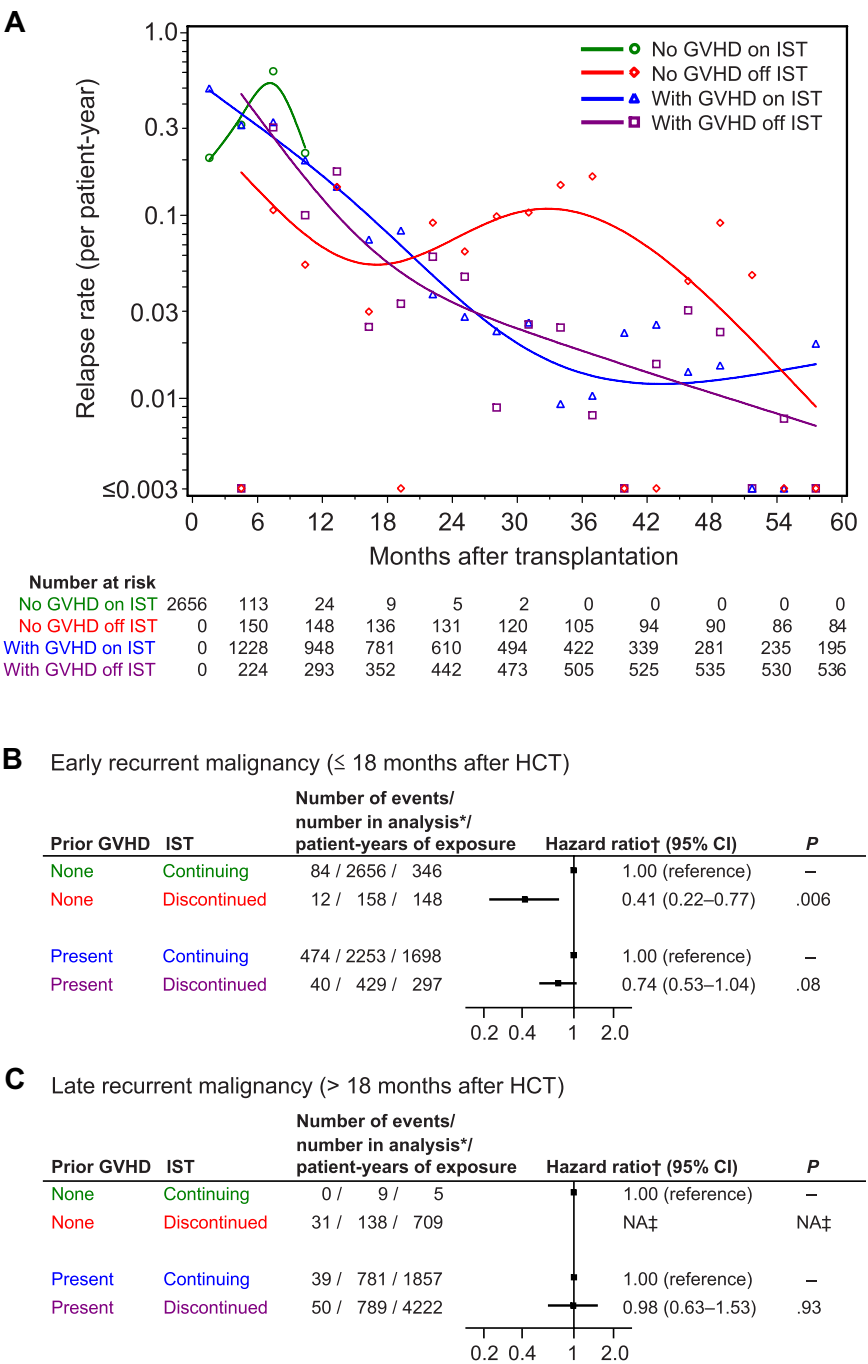 A
1.0
0.3
0.1
0.03
0.01
≤0.003
Relapse rate (per patient-year)
No GVHD on IST
No GVHD off IST
With GVHD on IST
With GVHD off IST
0 6 12 18 24 30 36 42 48 54 60
Months after transplantation
Number at risk
No GVHD on IST 2656 113 24 9 5 2 0 0 0 0 0
No GVHD off IST 0 150 148 136 131 120 105 94 90 86 84
With GVHD on IST 0 1228 948 781 610 494 422 339 281 235 195
With GVHD off IST 0 224 293 352 442 473 505 525 535 530 536
B Early recurrent malignancy (≤ 18 months after HCT)
Number of events/
number in analysis*/
Prior GVHD IST patient-years of exposure Hazard ratio† (95% CI) P
None Continuing 84 / 2656 / 346 1.00 (reference) –
None Discontinued 12 / 158 / 148 0.41 (0.22–0.77) .006
Present Continuing 474 / 2253 / 1698 1.00 (reference) –
Present Discontinued 40 / 429 / 297 0.74 (0.53–1.04) .08
0.2 0.4 1 2.0
C Late recurrent malignancy (> 18 months after HCT)
Number of events/
number in analysis*/
Prior GVHD IST patient-years of exposure Hazard ratio† (95% CI) P
None Continuing 0 / 9 / 5 1.00 (reference) –
None Discontinued 31 / 138 / 709 NA‡ NA‡
Present Continuing 39 / 781 / 1857 1.00 (reference) –
Present Discontinued 50 / 789 / 4222 0.98 (0.63–1.53) .93
0.2 0.4 1 2.0